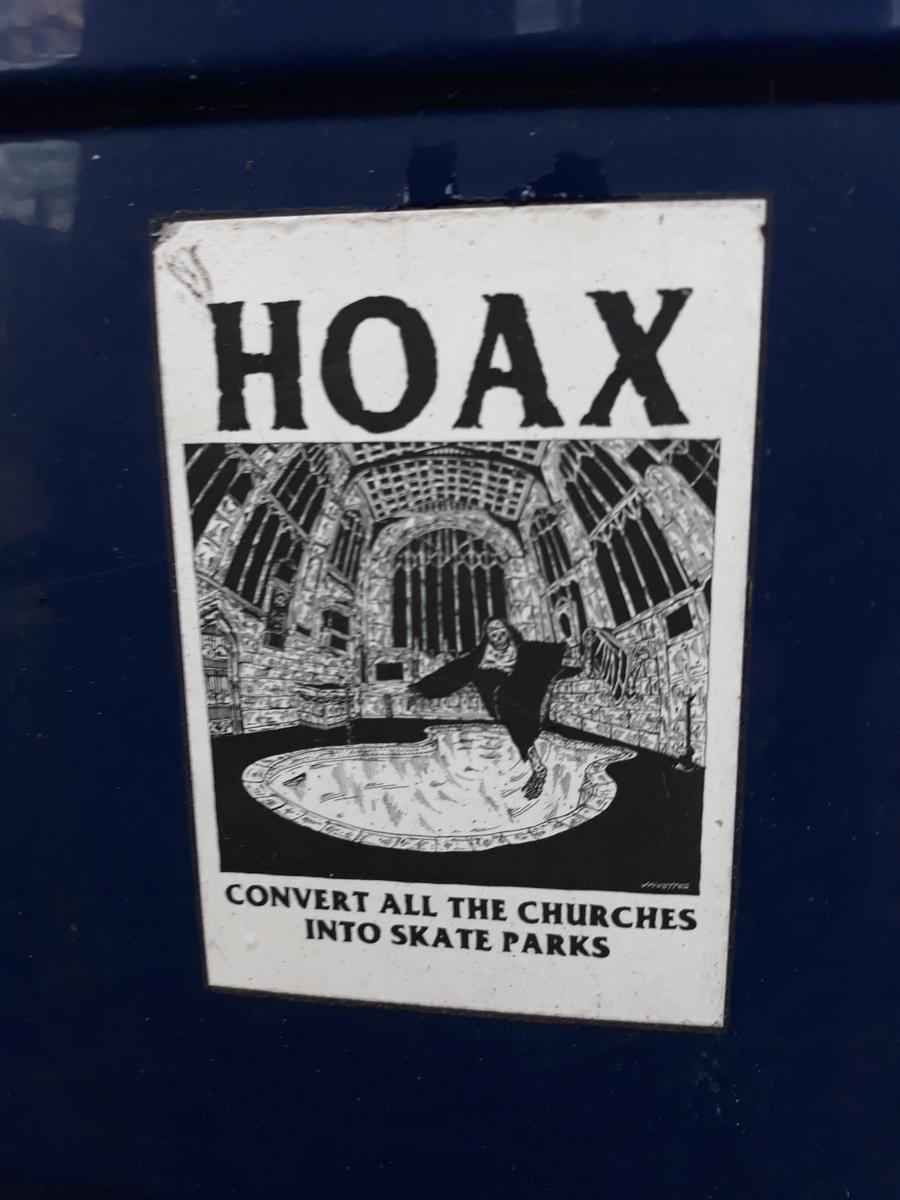 HOAX
CONVERT ALL THE CHURCHES
INTO SKATE PARKS